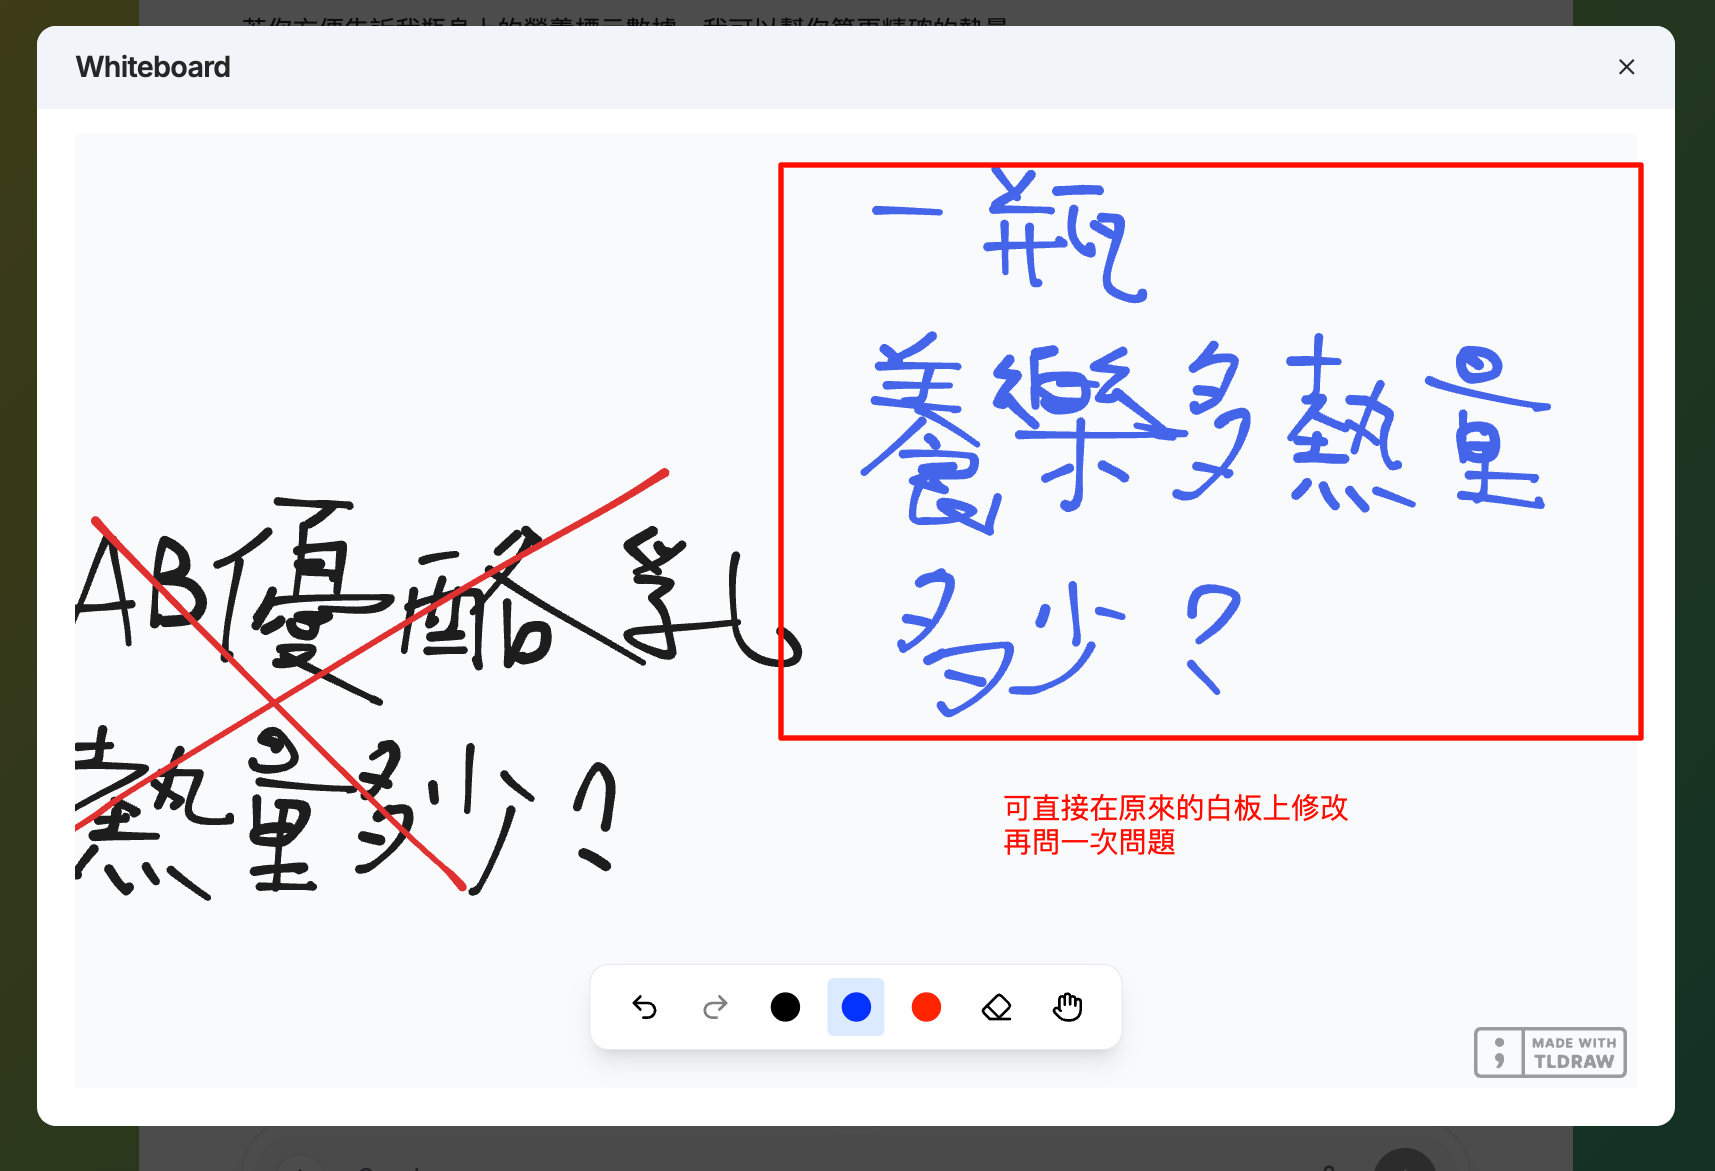 Whiteboard
一瓶
養樂多熱量
多少？
AB優酪乳
熱量多少？
可直接在原來的白板上修改
再問一次問題
MADE WITH
TLDRAW